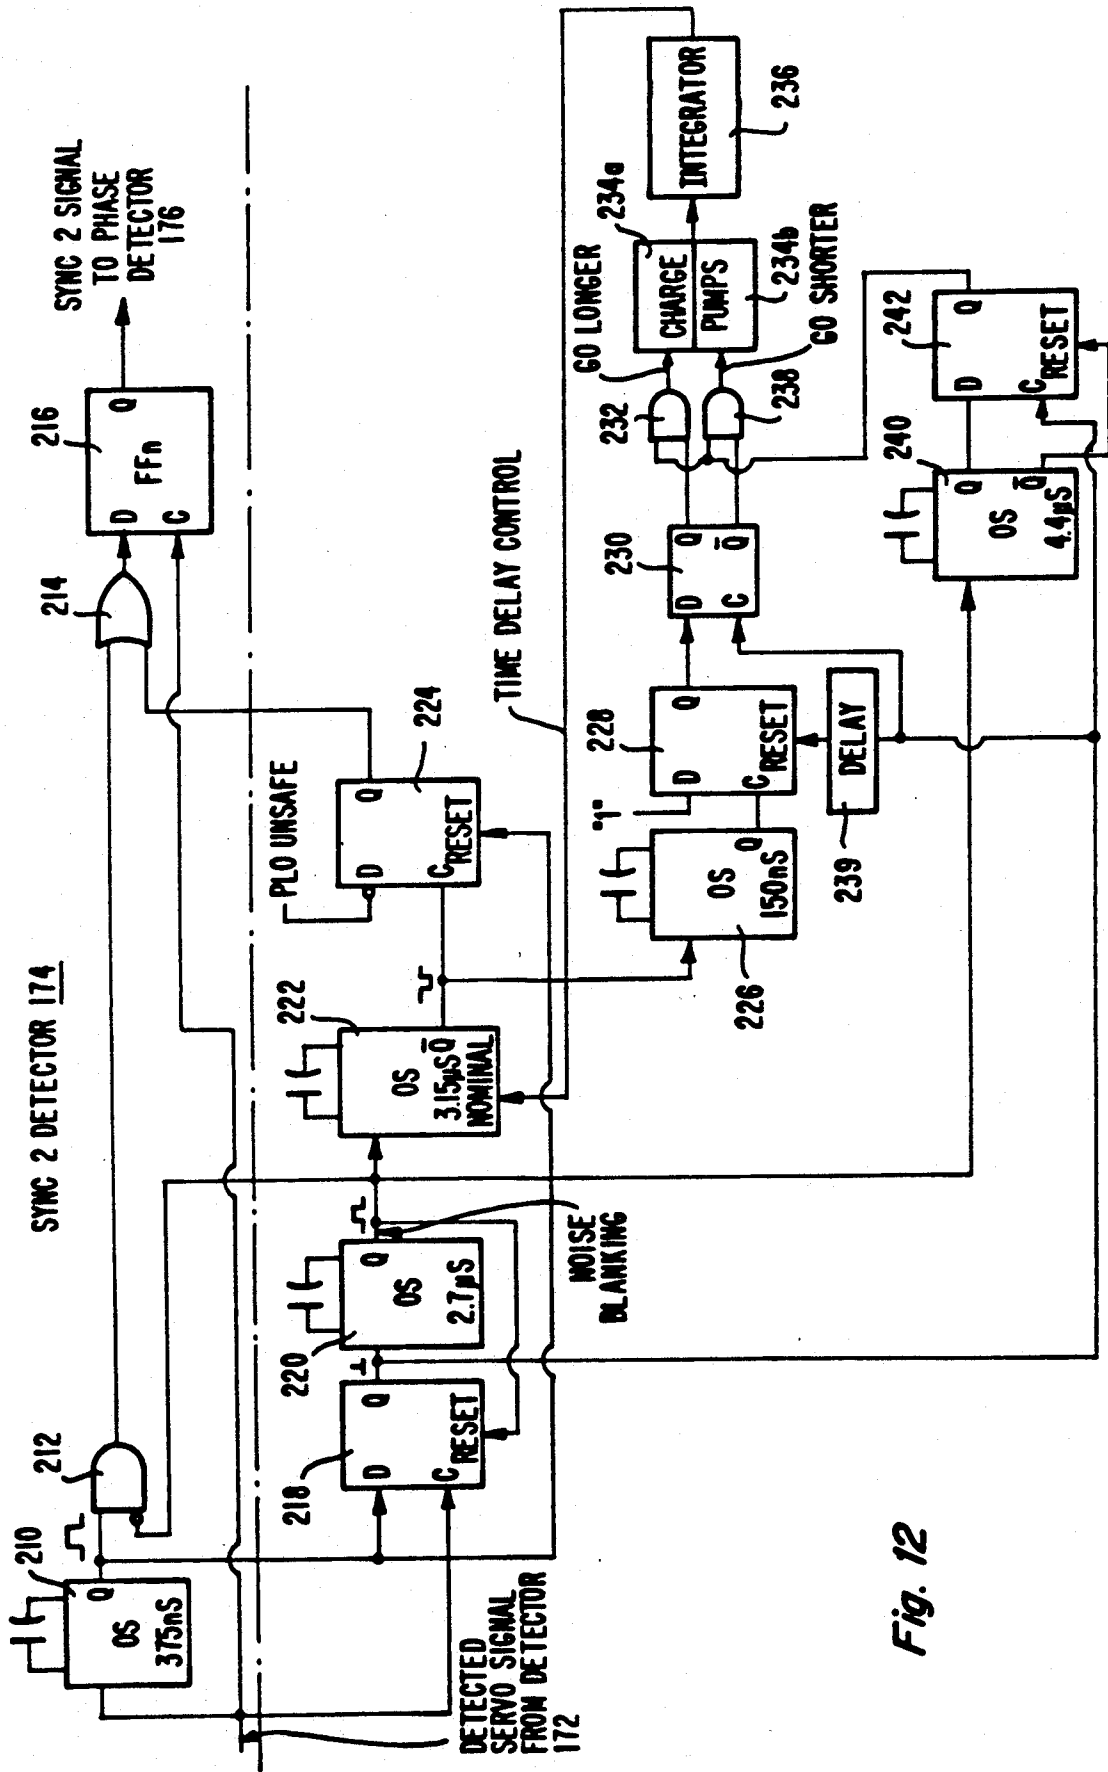 SYNC 2 DETECTOR 174
210
OS
375nS
Q
212
214
216
D
C
FFn
Q
SYNC 2 SIGNAL
TO PHASE
DETECTOR
176
DETECTED
SERVO SIGNAL
FROM DETECTOR
172
218
D
C
RESET
Q
220
OS
2.7µS
Q
NOISE
BLANKING
222
OS
3.15µS Q
NOMINAL
PLO UNSAFE
224
D
C
RESET
Q
TIME DELAY CONTROL
226
OS
150nS
Q
"1"
228
D
C
RESET
Q
DELAY
239
230
D
C
Q
Q
232
238
GO LONGER
GO SHORTER
234a
CHARGE
PUMPS
234b
INTEGRATOR
236
240
OS
4.4µS
Q
Q
242
D
C
RESET
Q
Fig. 12